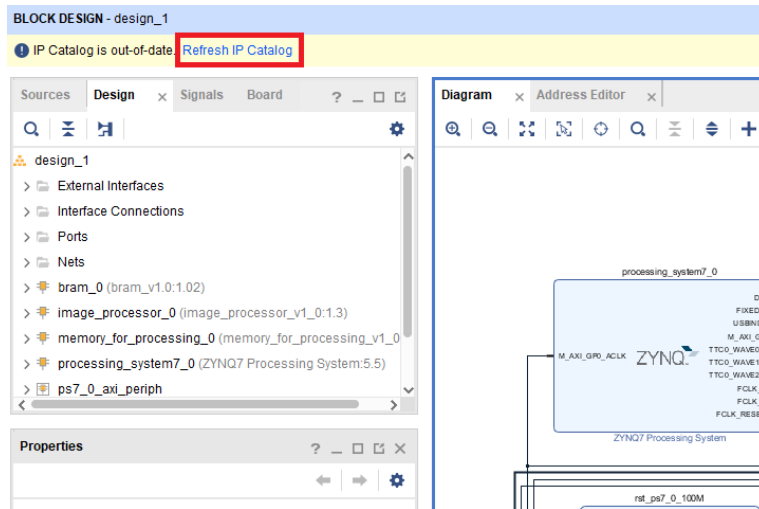 BLOCK DESIGN - design_1
IP Catalog is out-of-date. Refresh IP Catalog
Sources Design Signals Board
design_1
External Interfaces
Interface Connections
Ports
Nets
bram_0 (bram_v1.0:1.02)
image_processor_0 (image_processor_v1_0:1.3)
memory_for_processing_0 (memory_for_processing_v1_0
processing_system7_0 (ZYNQ7 Processing System:5.5)
ps7_0_axi_periph
Properties
Diagram Address Editor
processing_system7_0
D
FIXED
USBIND
M_AXI_G
M_AXI_GP0_ACLK
ZYNQ
TTC0_WAVE0
TTC0_WAVE1
TTC0_WAVE2
FCLK_
FCLK_
FCLK_RESE
ZYNQ7 Processing System
rst_ps7_0_100M